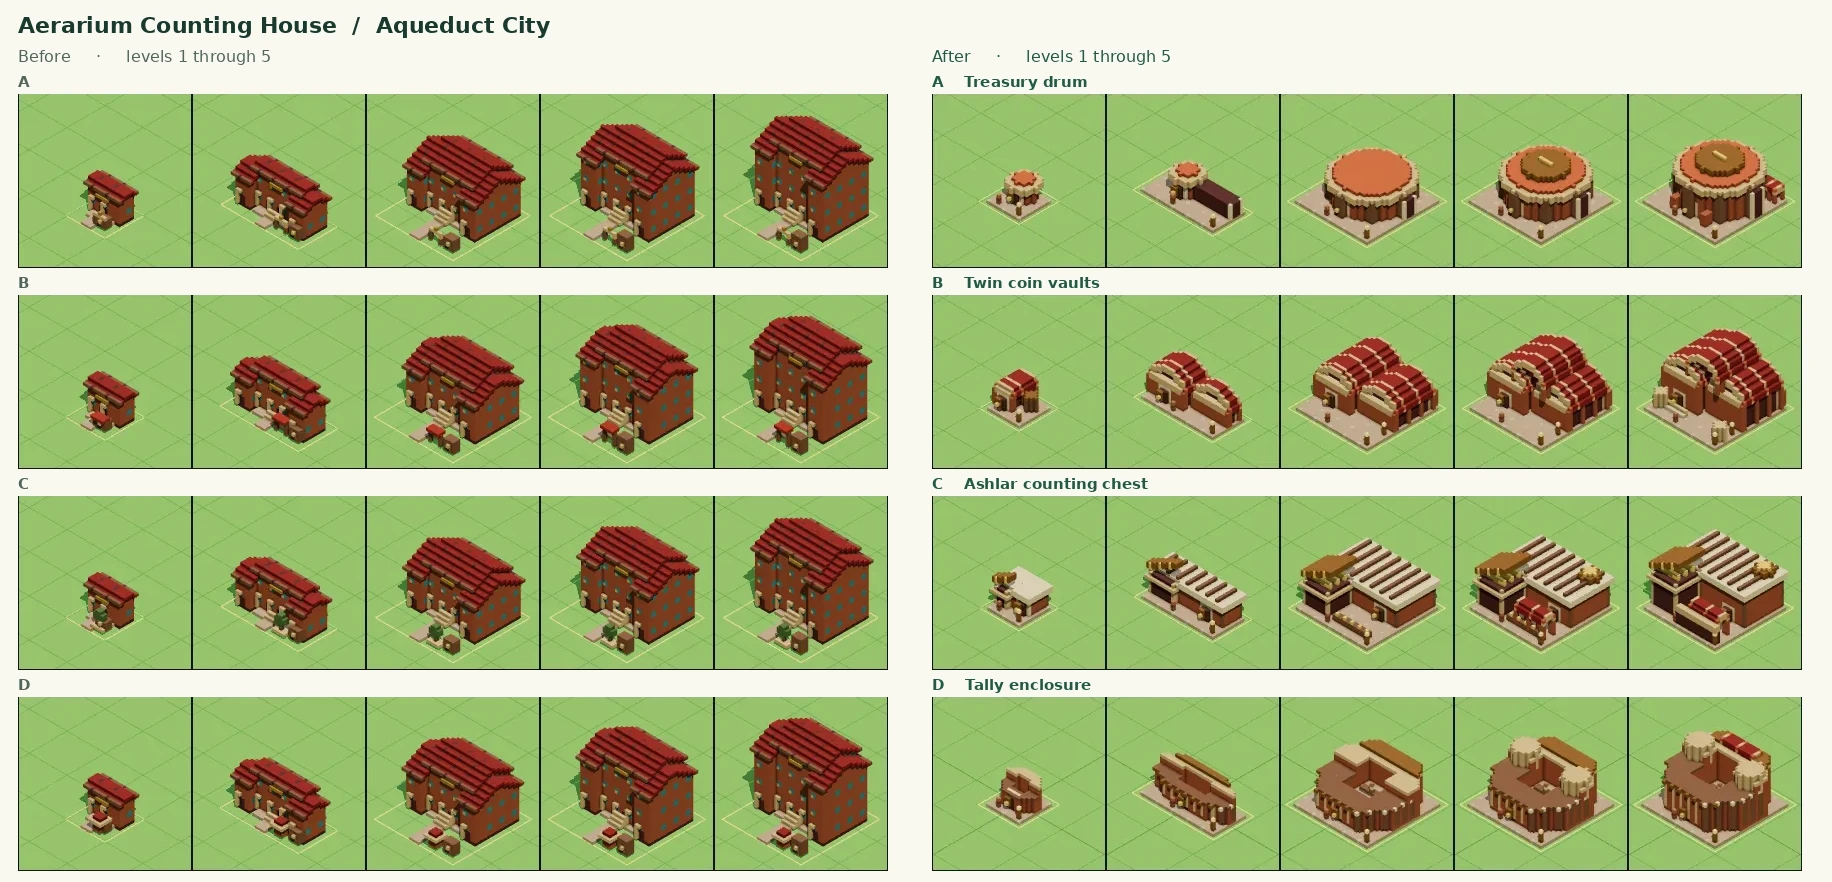 Aerarium Counting House / Aqueduct City
Before · levels 1 through 5
After · levels 1 through 5
A
A Treasury drum
B
B Twin coin vaults
C
C Ashlar counting chest
D
D Tally enclosure